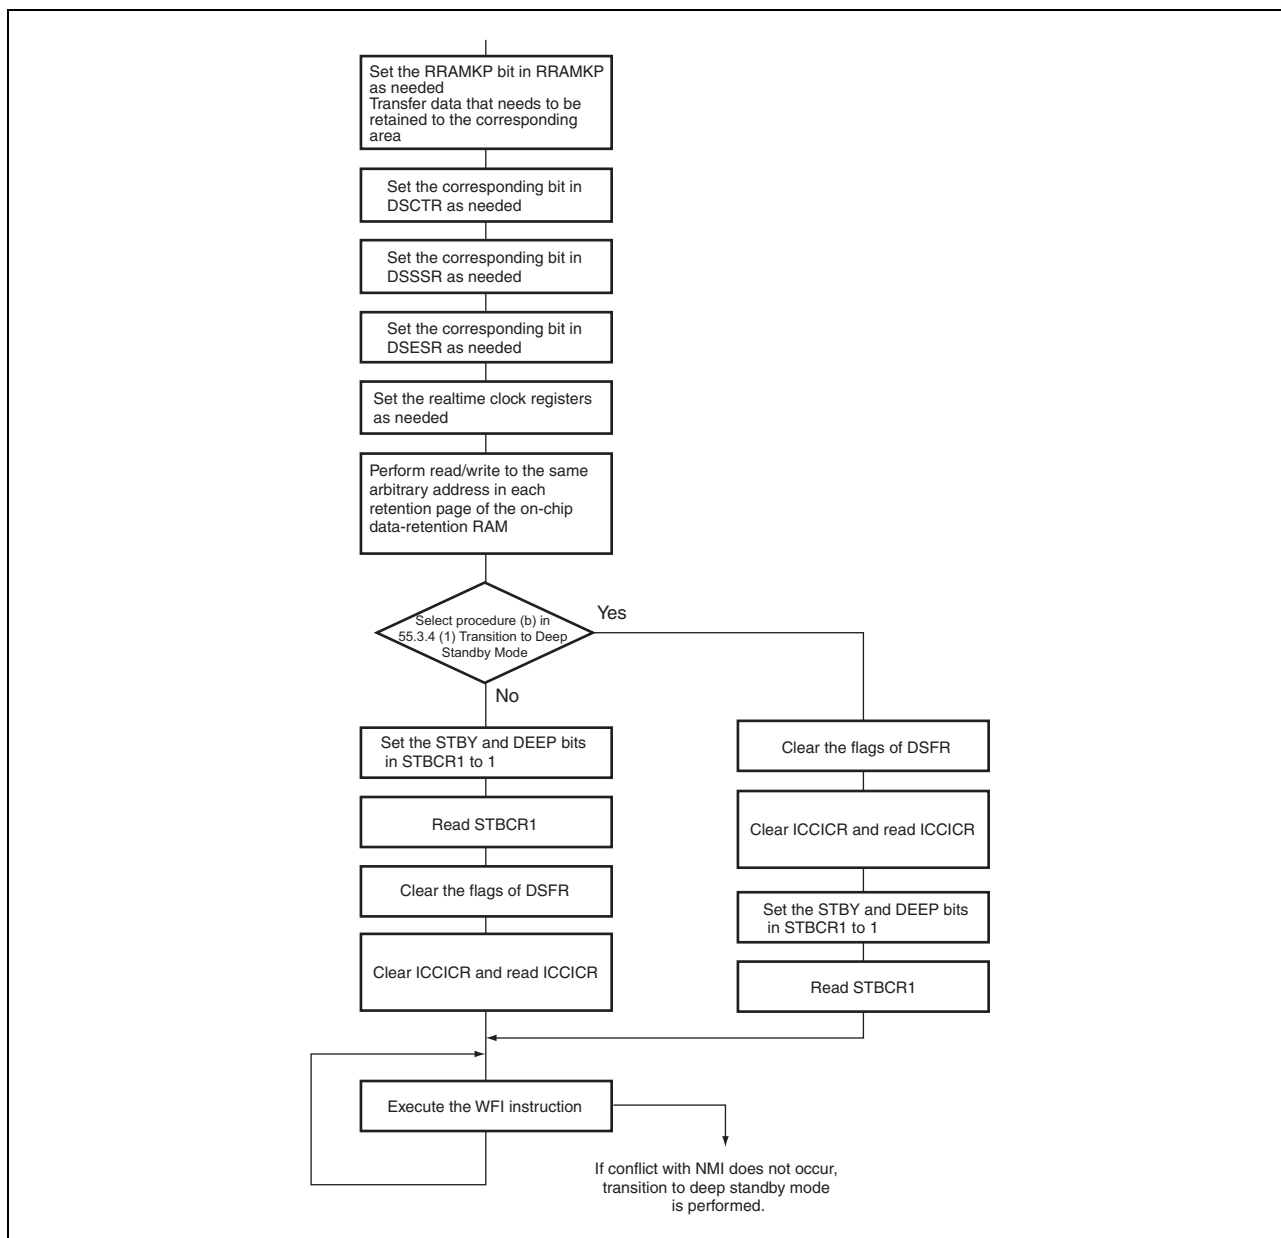 Set the RRAMKP bit in RRAMKP
as needed
Transfer data that needs to be
retained to the corresponding
area
Set the corresponding bit in
DSCTR as needed
Set the corresponding bit in
DSSSR as needed
Set the corresponding bit in
DSESR as needed
Set the realtime clock registers
as needed
Perform read/write to the same
arbitrary address in each
retention page of the on-chip
data-retention RAM
Select procedure (b) in
55.3.4 (1) Transition to Deep
Standby Mode
Yes
No
Set the STBY and DEEP bits
in STBCR1 to 1
Read STBCR1
Clear the flags of DSFR
Clear ICCICR and read ICCICR
Clear the flags of DSFR
Clear ICCICR and read ICCICR
Set the STBY and DEEP bits
in STBCR1 to 1
Read STBCR1
Execute the WFI instruction
If conflict with NMI does not occur,
transition to deep standby mode
is performed.